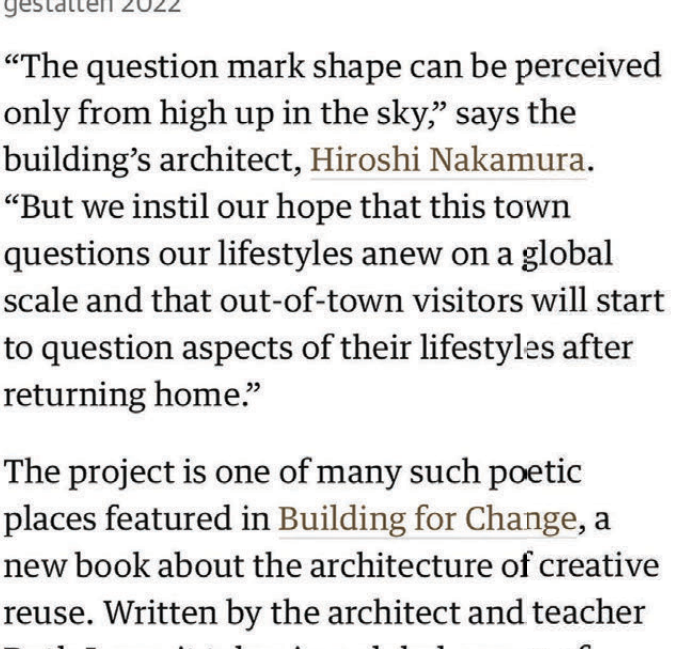 gestalten 2022
“The question mark shape can be perceived
only from high up in the sky,” says the
building’s architect, Hiroshi Nakamura.
“But we instil our hope that this town
questions our lifestyles anew on a global
scale and that out-of-town visitors will start
to question aspects of their lifestyles after
returning home.”
The project is one of many such poetic
places featured in Building for Change, a
new book about the architecture of creative
reuse. Written by the architect and teacher